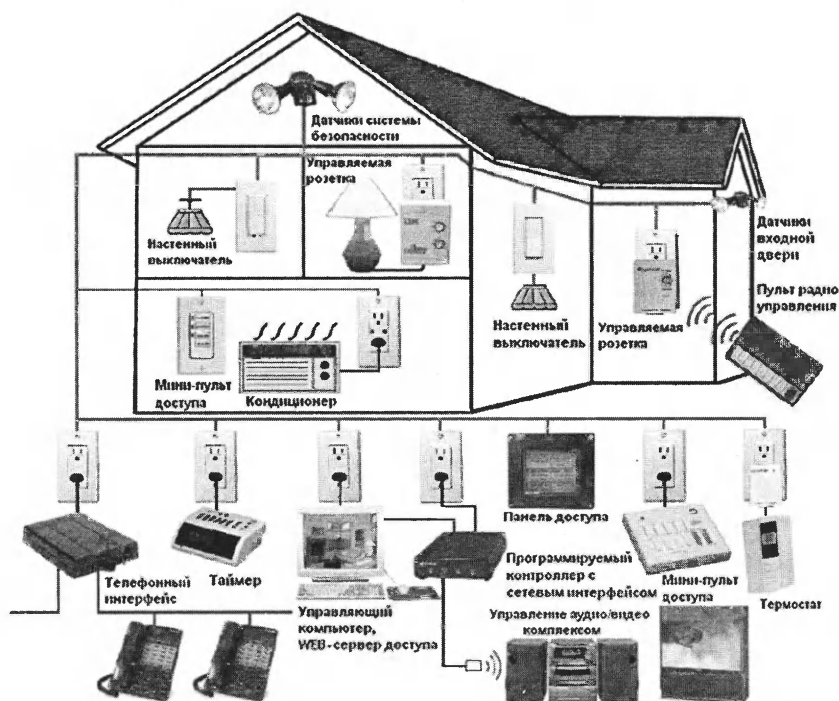 Датчики системы
безопасности
Управляемая
розетка
Настенный
выключатель
Датчики
входной
двери
Пульт радио
управления
Настенный
выключатель
Управляемая
розетка
Мини-пульт
доступа
Кондиционер
Панель доступа
Телефонный
интерфейс
Таймер
Управляющий
компьютер,
WEB-сервер доступа
Программируемый
контроллер с
сетевым интерфейсом
Мини-пульт
доступа
Термостат
Управление аудио/видео
комплексом